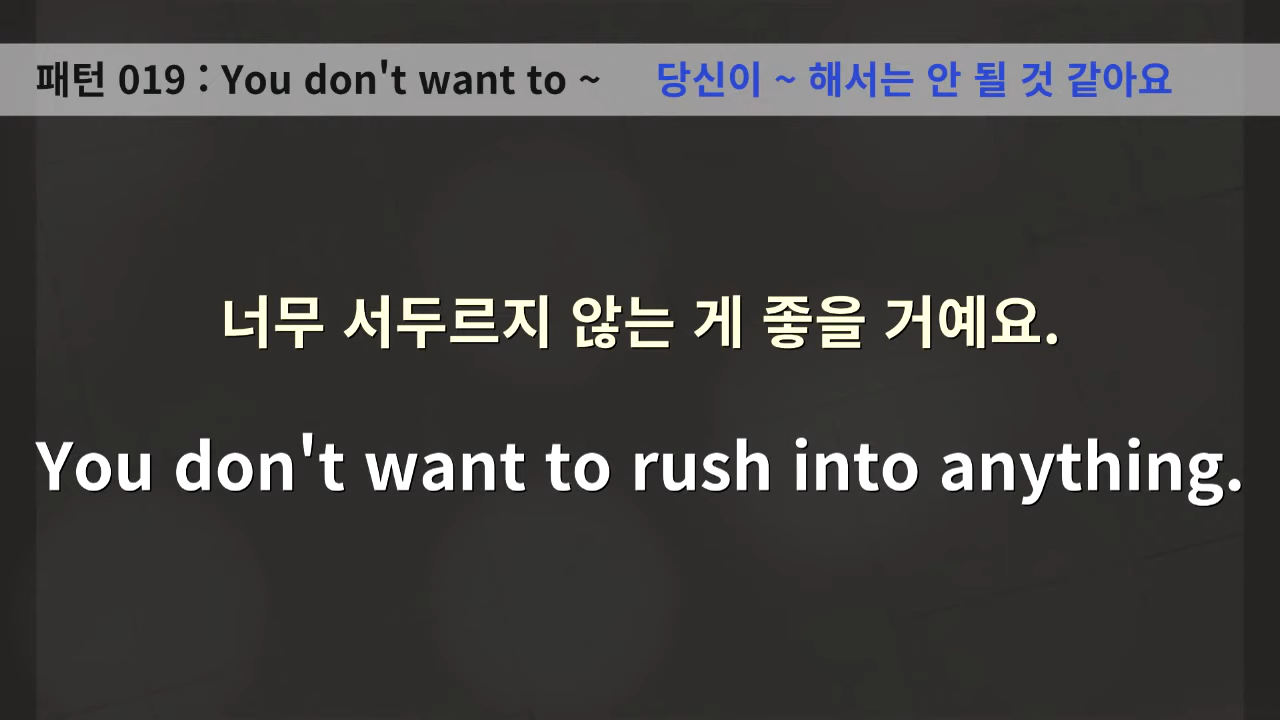 패턴 019 : You don't want to ~ 당신이 ~ 해서는 안 될 것 같아요
너무 서두르지 않는 게 좋을 거예요.
You don't want to rush into anything.